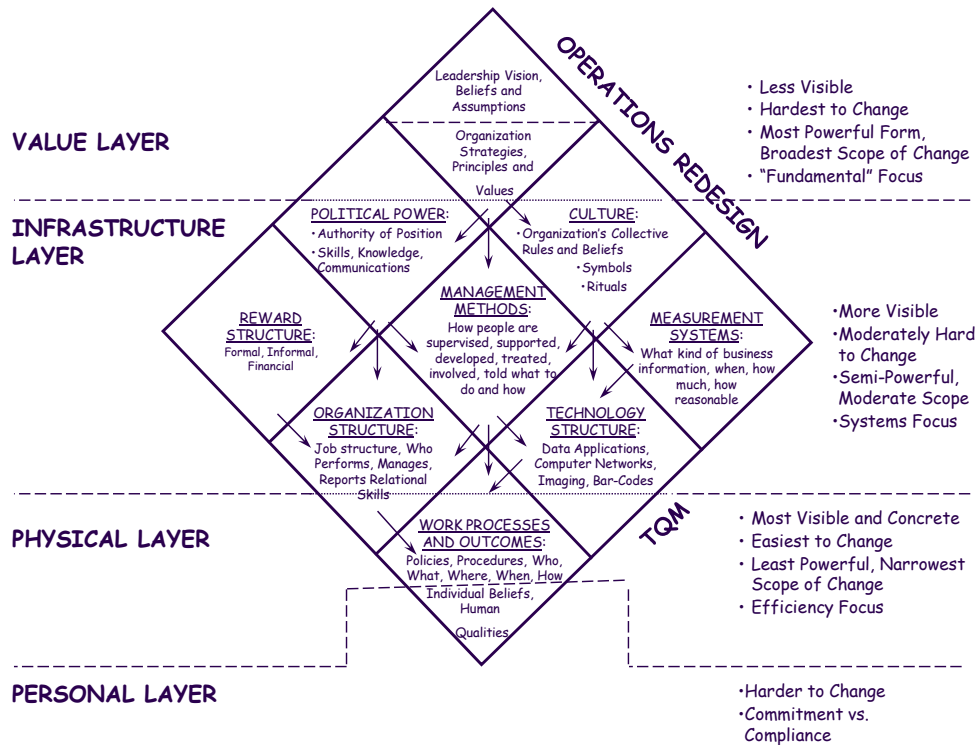 OPERATIONS REDESIGN
Leadership Vision,
Beliefs and
Assumptions
Organization
Strategies,
Principles and
Values
VALUE LAYER
• Less Visible
• Hardest to Change
• Most Powerful Form,
Broadest Scope of Change
• “Fundamental” Focus
INFRASTRUCTURE
LAYER
POLITICAL POWER:
•Authority of Position
•Skills, Knowledge,
Communications
CULTURE:
•Organization’s Collective
Rules and Beliefs
•Symbols
•Rituals
REWARD
STRUCTURE:
Formal, Informal,
Financial
MANAGEMENT
METHODS:
How people are
supervised, supported,
developed, treated,
involved, told what to
do and how
MEASUREMENT
SYSTEMS:
What kind of business
information, when, how
much, how
reasonable
•More Visible
•Moderately Hard
to Change
•Semi-Powerful,
Moderate Scope
•Systems Focus
ORGANIZATION
STRUCTURE:
Job structure, Who
Performs, Manages,
Reports Relational
Skills
TECHNOLOGY
STRUCTURE:
Data Applications,
Computer Networks,
Imaging, Bar-Codes
TQM
PHYSICAL LAYER
WORK PROCESSES
AND OUTCOMES:
Policies, Procedures, Who,
What, Where, When, How
Individual Beliefs,
Human
Qualities
• Most Visible and Concrete
• Easiest to Change
• Least Powerful, Narrowest
Scope of Change
• Efficiency Focus
PERSONAL LAYER
•Harder to Change
•Commitment vs.
Compliance